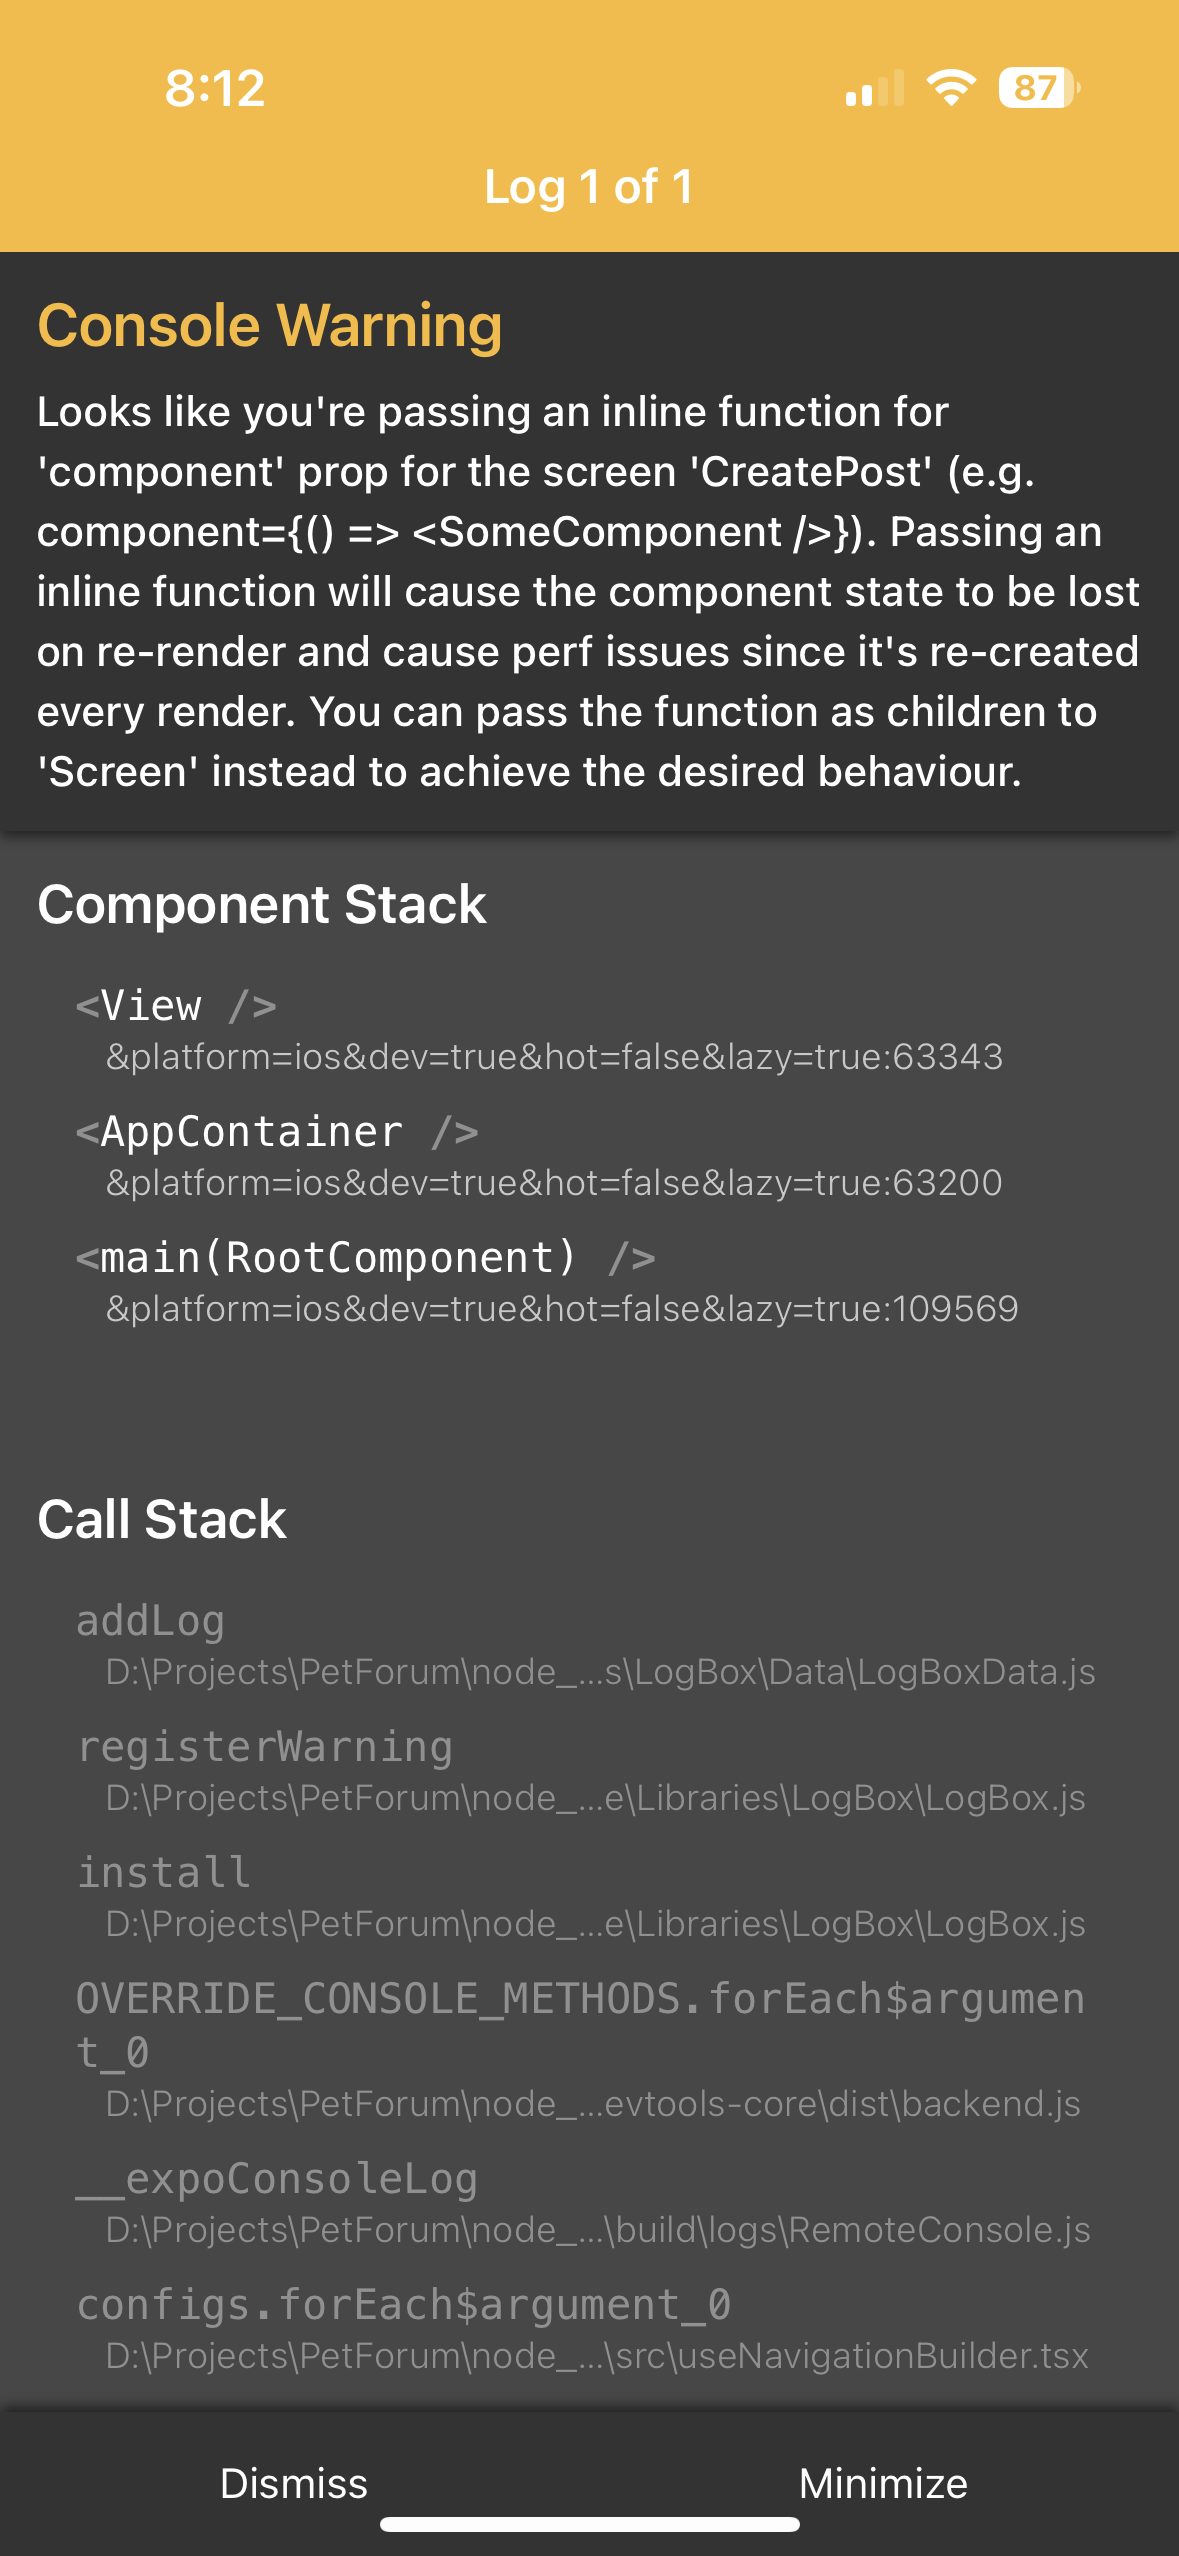 8:12
87
Log 1 of 1
Console Warning
Looks like you're passing an inline function for
'component' prop for the screen 'CreatePost' (e.g.
component={() => <SomeComponent />}). Passing an
inline function will cause the component state to be lost
on re-render and cause perf issues since it's re-created
every render. You can pass the function as children to
'Screen' instead to achieve the desired behaviour.
Component Stack
<View />
&platform=ios&dev=true&hot=false&lazy=true:63343
<AppContainer />
&platform=ios&dev=true&hot=false&lazy=true:63200
<main(RootComponent) />
&platform=ios&dev=true&hot=false&lazy=true:109569
Call Stack
addLog
D:\Projects\PetForum\node_...s\LogBox\Data\LogBoxData.js
registerWarning
D:\Projects\PetForum\node_...e\Libraries\LogBox\LogBox.js
install
D:\Projects\PetForum\node_...e\Libraries\LogBox\LogBox.js
OVERRIDE_CONSOLE_METHODS.forEach$argumen
t_0
D:\Projects\PetForum\node_...evtools-core\dist\backend.js
__expoConsoleLog
D:\Projects\PetForum\node_...\build\logs\RemoteConsole.js
configs.forEach$argument_0
D:\Projects\PetForum\node_...\src\useNavigationBuilder.tsx
Dismiss
Minimize